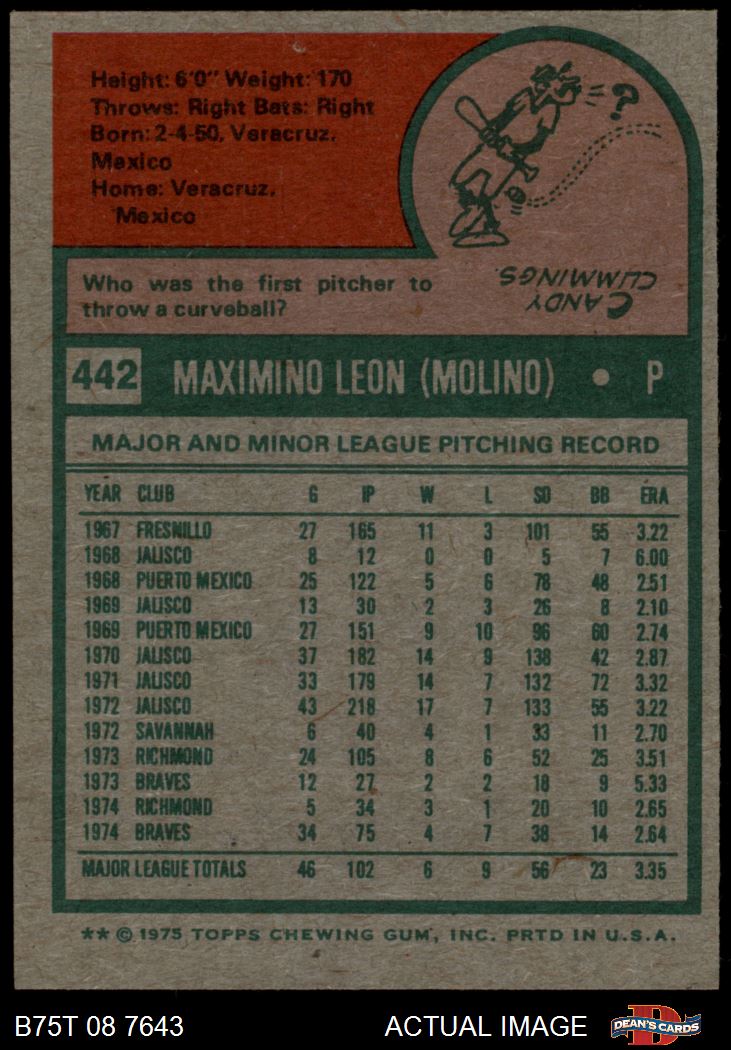 Height: 6'0" Weight: 170
Throws: Right Bats: Right
Born: 2-4-50, Veracruz,
Mexico
Home: Veracruz,
Mexico
?
Who was the first pitcher to
throw a curveball?
CANDY
CUMMINGS.
442 MAXIMINO LEON (MOLINO) • P
MAJOR AND MINOR LEAGUE PITCHING RECORD
YEAR CLUB G IP W L SO BB ERA
1967 FRESNILLO 27 165 11 3 101 55 3.22
1968 JALISCO 8 12 0 0 5 7 6.00
1968 PUERTO MEXICO 25 122 5 6 78 48 2.51
1969 JALISCO 13 30 2 3 26 8 2.10
1969 PUERTO MEXICO 27 151 9 10 96 60 2.74
1970 JALISCO 37 182 14 9 138 42 2.87
1971 JALISCO 33 179 14 7 132 72 3.32
1972 JALISCO 43 218 17 7 133 55 3.22
1972 SAVANNAH 6 40 4 1 33 11 2.70
1973 RICHMOND 24 105 8 6 52 25 3.51
1973 BRAVES 12 27 2 2 18 9 5.33
1974 RICHMOND 5 34 3 1 20 10 2.65
1974 BRAVES 34 75 4 7 38 14 2.64
MAJOR LEAGUE TOTALS 46 102 6 9 56 23 3.35
** © 1975 TOPPS CHEWING GUM, INC. PRTD IN U.S.A.
B75T 08 7643 ACTUAL IMAGE D DEAN'S CARDS